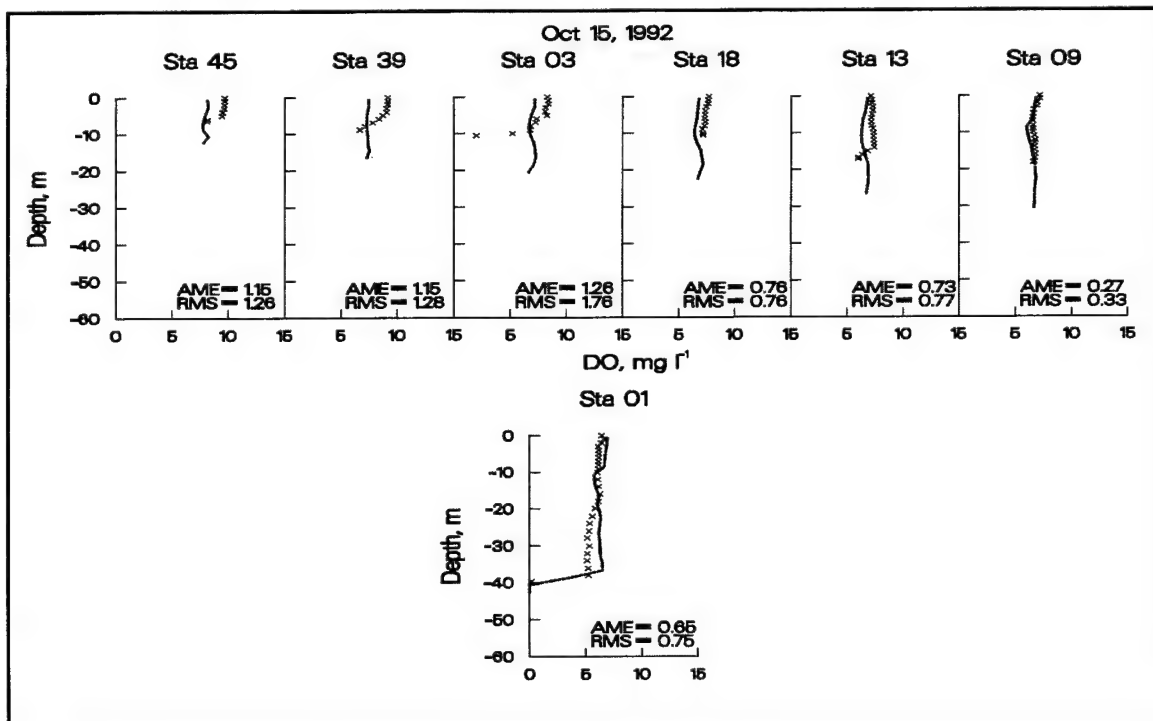 Oct 15, 1992
Sta 45 Sta 39 Sta 03 Sta 18 Sta 13 Sta 09
Depth, m
0
-10
-20
-30
-40
-50
-60
AME= 1.15
RMS= 1.26
AME= 1.15
RMS= 1.28
AME= 1.26
RMS= 1.76
AME= 0.76
RMS= 0.76
AME= 0.73
RMS= 0.77
AME= 0.27
RMS= 0.33
0 5 10 15 5 10 15 5 10 15 5 10 15 5 10 15 5 10 15
DO, mg l⁻¹
Sta 01
Depth, m
0
-10
-20
-30
-40
-50
-60
AME= 0.65
RMS= 0.75
0 5 10 15